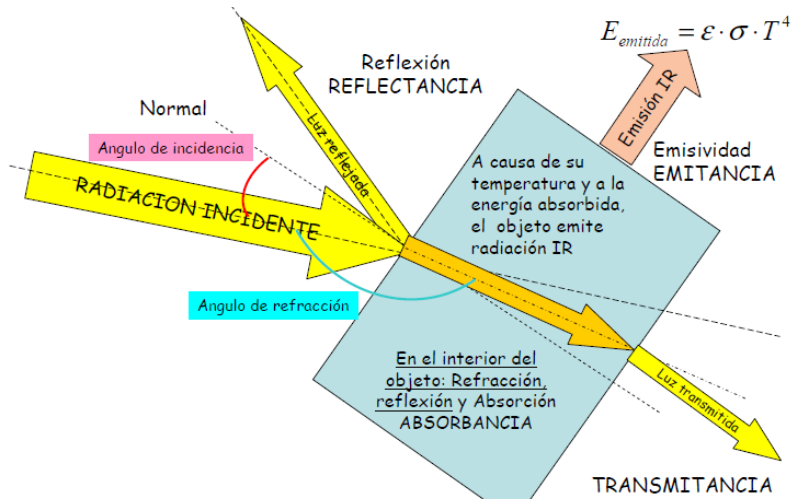 E_emitida = ε · σ · T^4
Reflexión
REFLECTANCIA
Normal
Angulo de incidencia
Luz reflejada
Emisión IR
Emisividad
EMITANCIA
RADIACION INCIDENTE
A causa de su
temperatura y a la
energía absorbida,
el objeto emite
radiación IR
Angulo de refracción
En el interior del
objeto: Refracción,
reflexión y Absorción
ABSORBANCIA
Luz transmitida
TRANSMITANCIA